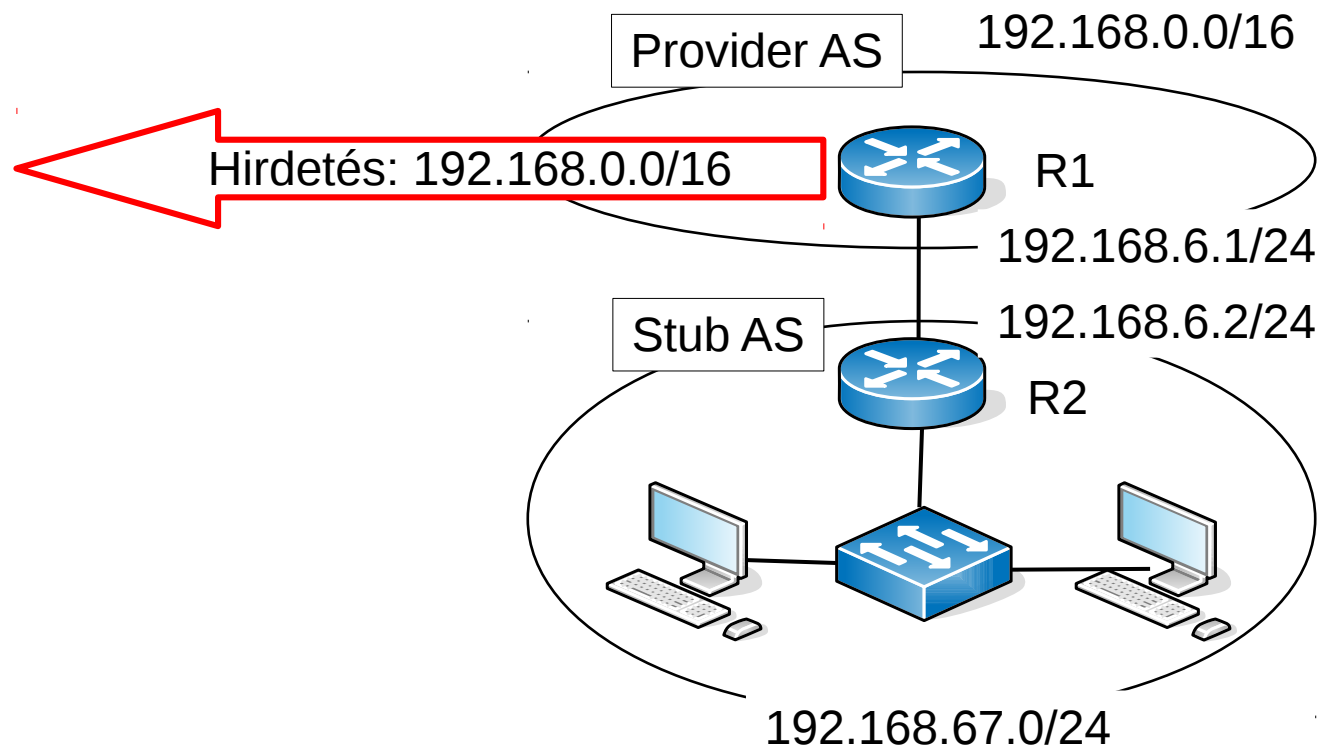 192.168.0.0/16
Provider AS
Hirdetés: 192.168.0.0/16
R1
192.168.6.1/24
192.168.6.2/24
Stub AS
R2
192.168.67.0/24